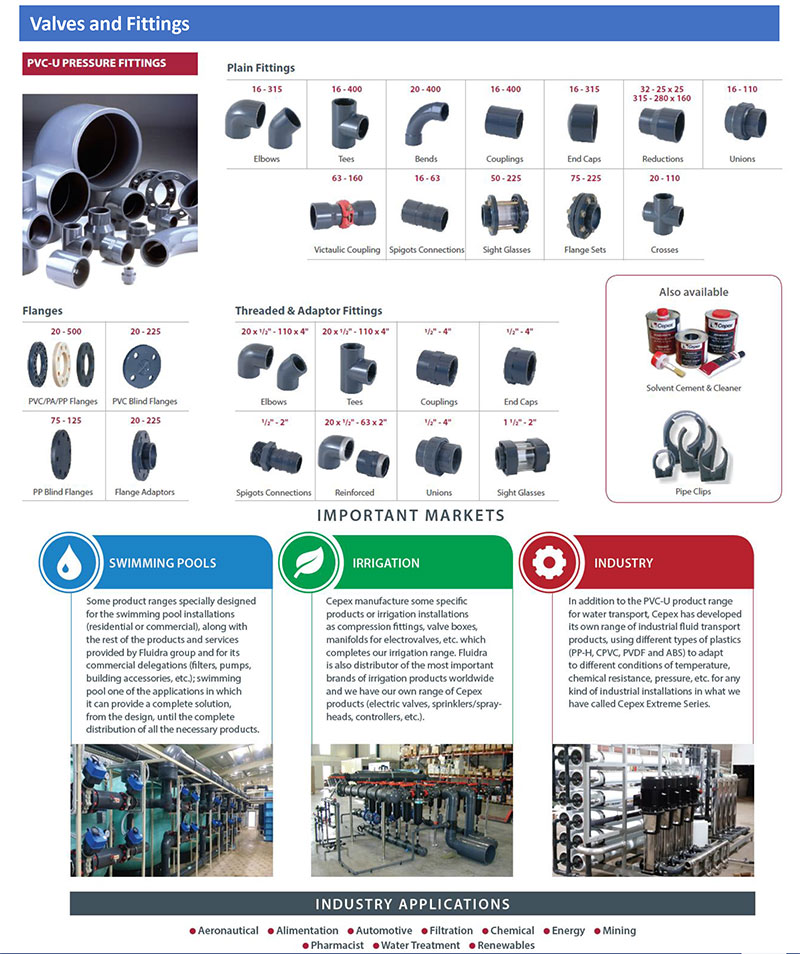 Valves and Fittings
PVC-U PRESSURE FITTINGS
Plain Fittings
16 - 315
16 - 400
20 - 400
16 - 400
16 - 315
32 - 25 x 25
315 - 280 x 160
16 - 110
Elbows
Tees
Bends
Couplings
End Caps
Reductions
Unions
63 - 160
16 - 63
50 - 225
75 - 225
20 - 110
Victaulic Coupling
Spigots Connections
Sight Glasses
Flange Sets
Crosses
Flanges
20 - 500
20 - 225
PVC/PA/PP Flanges
PVC Blind Flanges
75 - 125
20 - 225
PP Blind Flanges
Flange Adaptors
Threaded & Adaptor Fittings
20 x 1/2" - 110 x 4"
20 x 1/2" - 110 x 4"
1/2" - 4"
1/2" - 4"
Elbows
Tees
Couplings
End Caps
1/2" - 2"
20 x 1/2" - 63 x 2"
1/2" - 4"
1 1/2" - 2"
Spigots Connections
Reinforced
Unions
Sight Glasses
Also available
Cepex
Cepex
Solvent Cement & Cleaner
Pipe Clips
IMPORTANT MARKETS
SWIMMING POOLS
Some product ranges specially designed
for the swimming pool installations
(residential or commercial), along with
the rest of the products and services
provided by Fluidra group and for its
commercial delegations (filters, pumps,
building accessories, etc.); swimming
pool one of the applications in which
it can provide a complete solution,
from the design, until the complete
distribution of all the necessary products.
IRRIGATION
Cepex manufacture some specific
products or irrigation installations
as compression fittings, valve boxes,
manifolds for electrovalves, etc. which
completes our irrigation range. Fluidra
is also distributor of the most important
brands of irrigation products worldwide
and we have our own range of Cepex
products (electric valves, sprinklers/spray-
heads, controllers, etc.).
INDUSTRY
In addition to the PVC-U product range
for water transport, Cepex has developed
its own range of industrial fluid transport
products, using different types of plastics
(PP-H, CPVC, PVDF and ABS) to adapt
to different conditions of temperature,
chemical resistance, pressure, etc. for any
kind of industrial installations in what we
have called Cepex Extreme Series.
INDUSTRY APPLICATIONS
● Aeronautical ● Alimentation ● Automotive ● Filtration ● Chemical ● Energy ● Mining
● Pharmacist ● Water Treatment ● Renewables